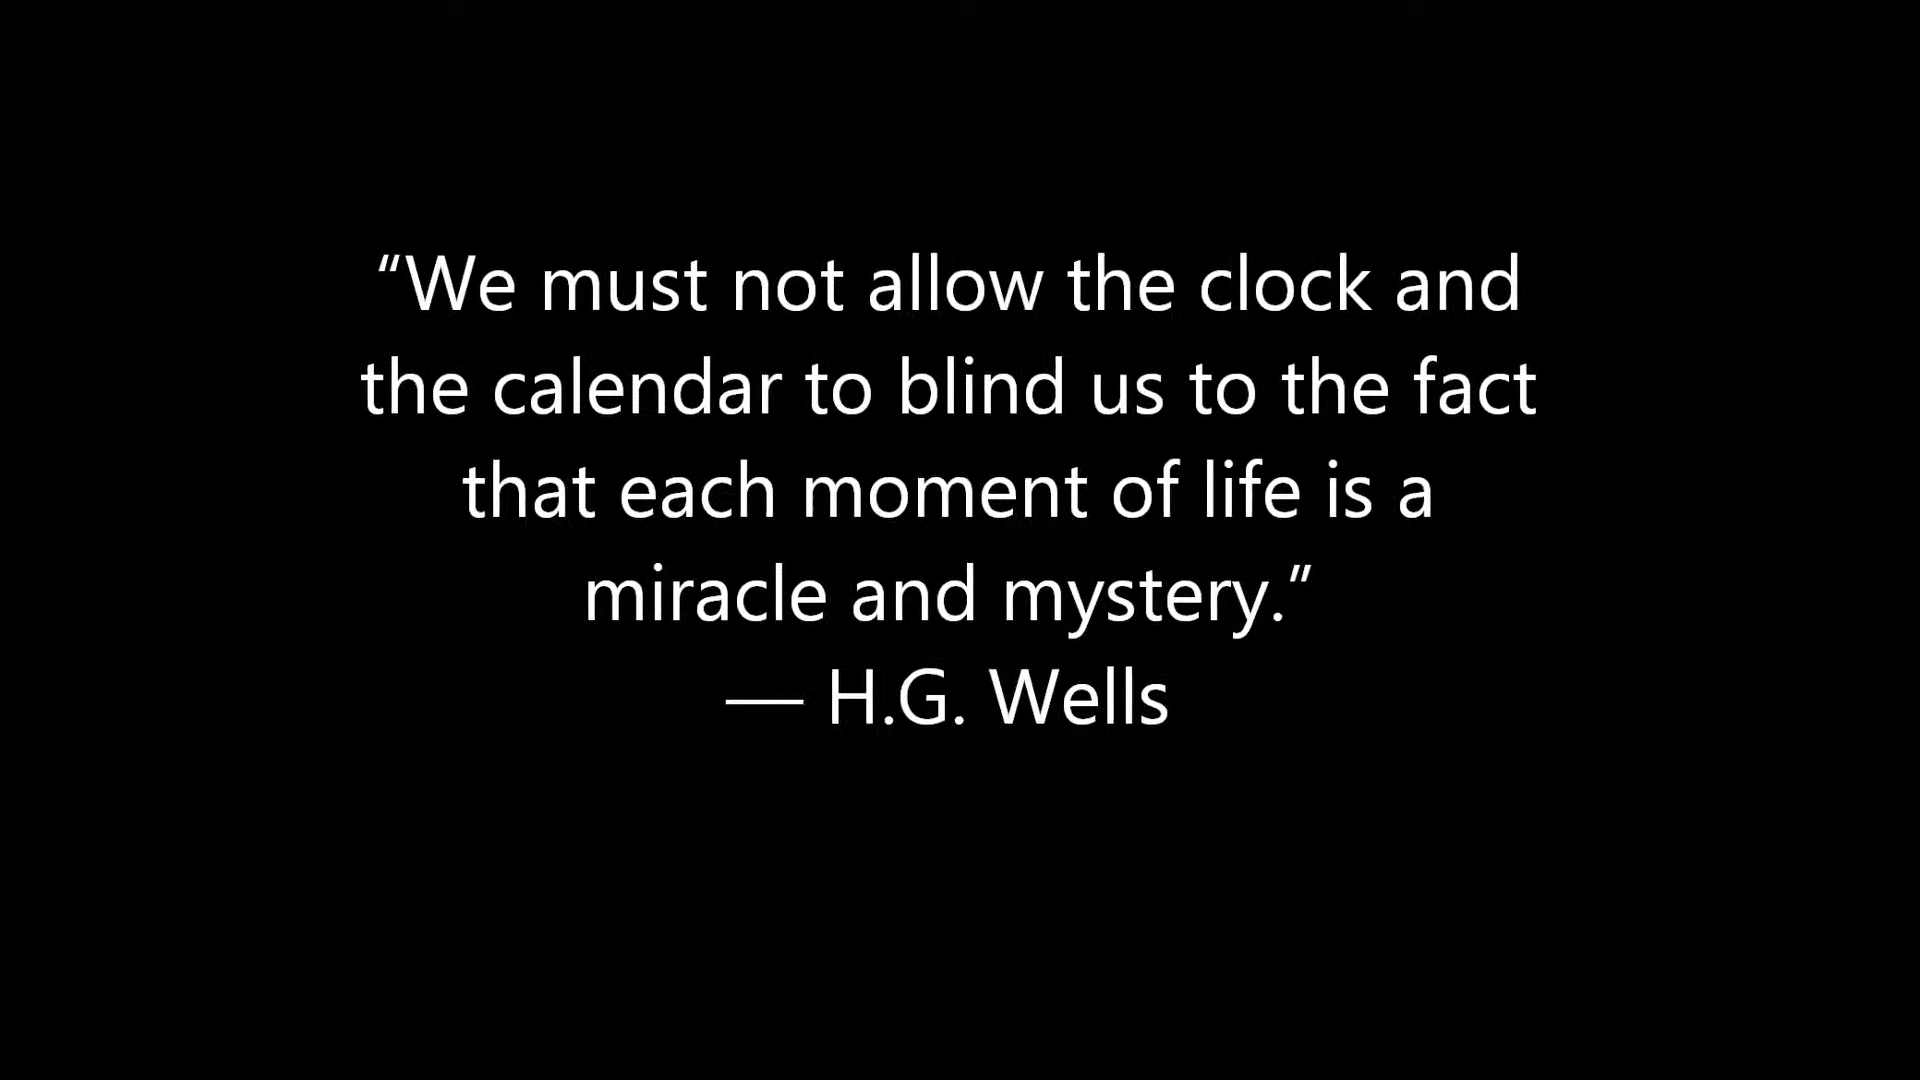 “We must not allow the clock and
the calendar to blind us to the fact
that each moment of life is a
miracle and mystery.”
— H.G. Wells